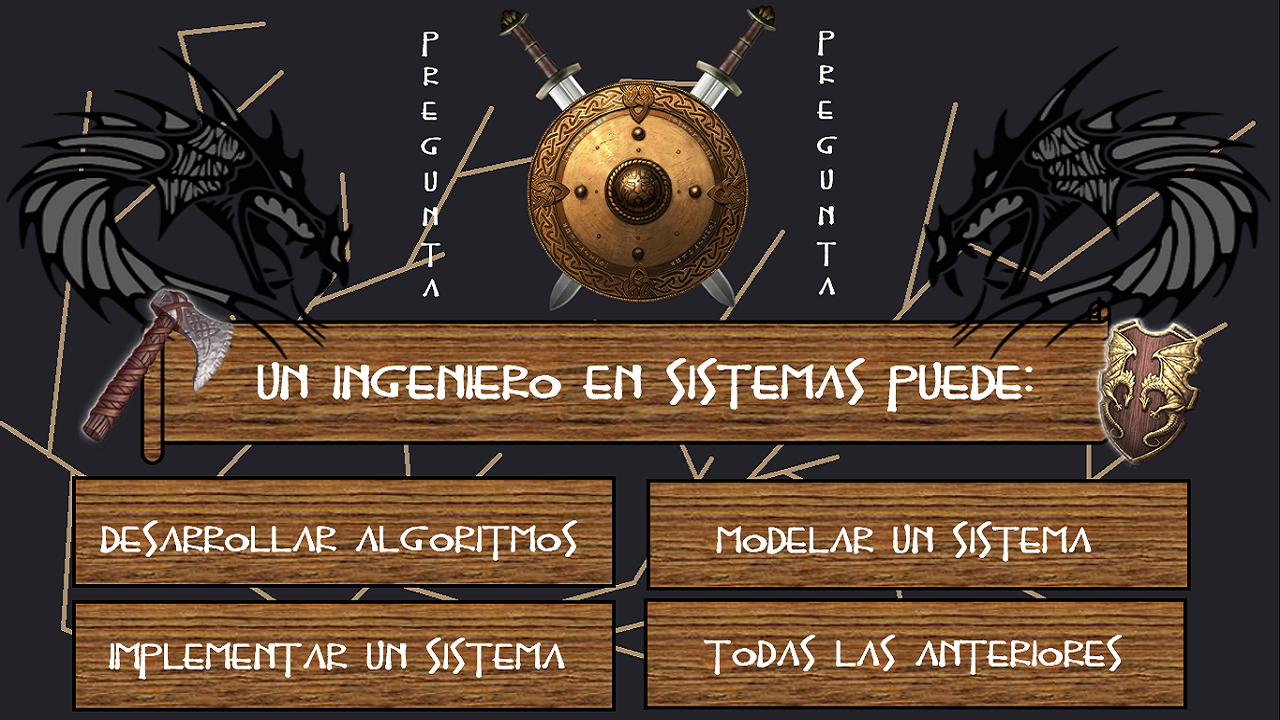 PREGUNTA
PREGUNTA
UN INGENIERO EN SISTEMAS PUEDE:
DESARROLLAR ALGORITMOS
MODELAR UN SISTEMA
IMPLEMENTAR UN SISTEMA
TODAS LAS ANTERIORES